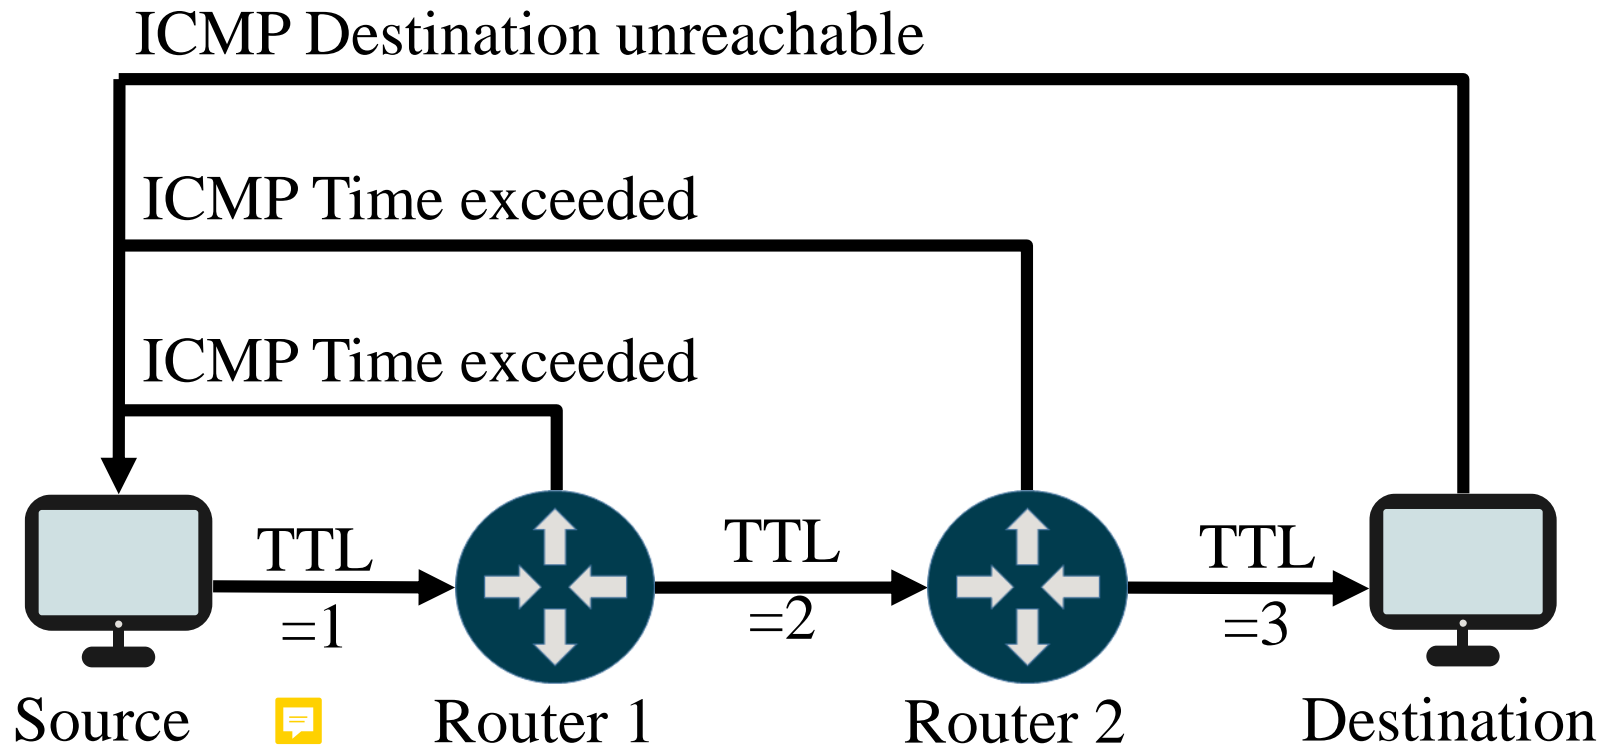 ICMP Destination unreachable
ICMP Time exceeded
ICMP Time exceeded
TTL
=1
TTL
=2
TTL
=3
Source
Router 1
Router 2
Destination